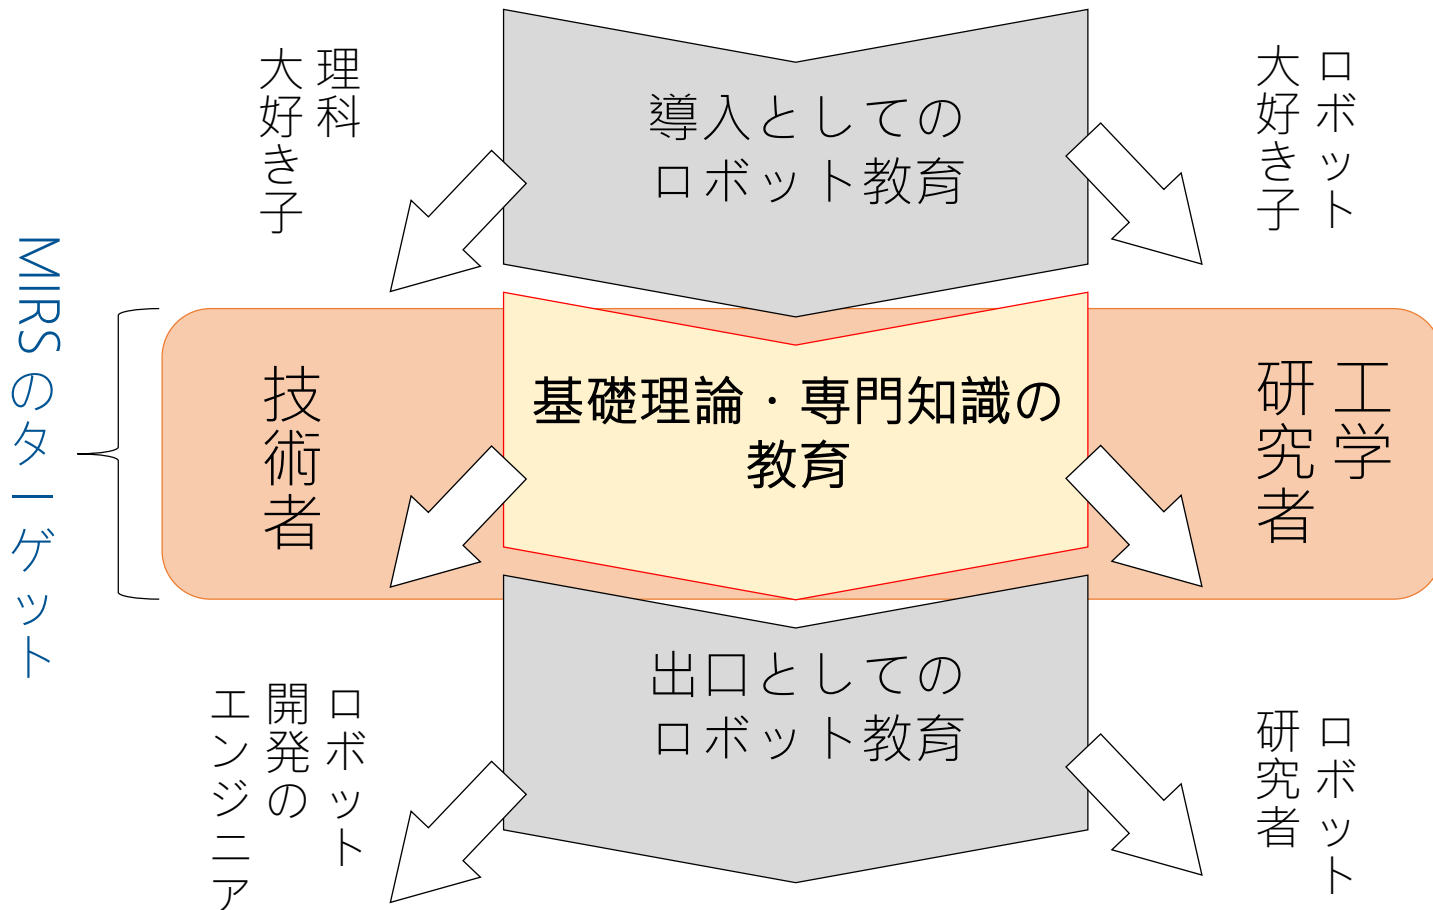 導入としての
ロボット教育
理科
大好き子
ロボット
大好き子
MIRSのターゲット
基礎理論・専門知識の
教育
技術者
工学
研究者
出口としての
ロボット教育
ロボット
開発の
エンジニア
ロボット
研究者